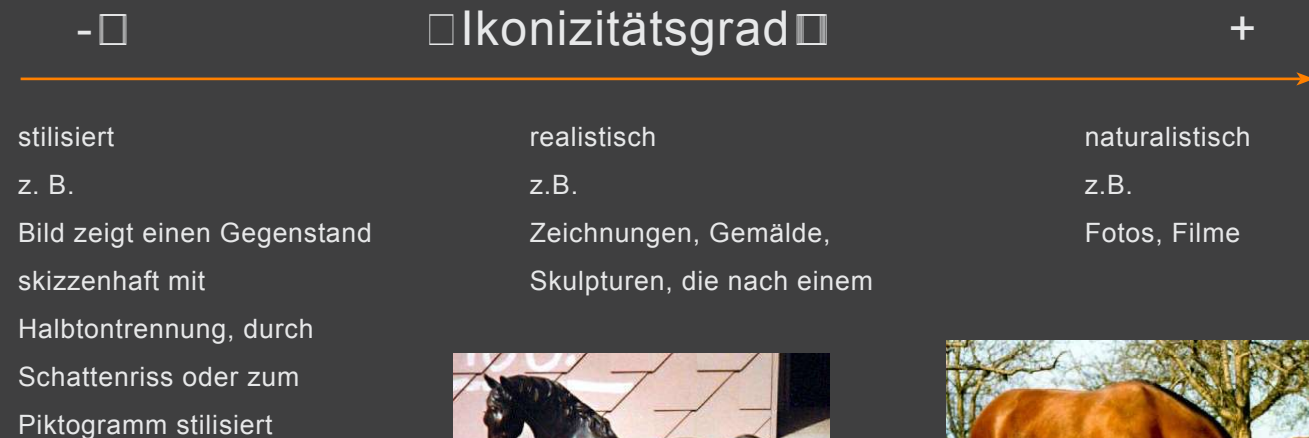 - Ikonizitätsgrad +
stilisiert
z. B.
Bild zeigt einen Gegenstand
skizzenhaft mit
Halbtontrennung, durch
Schattenriss oder zum
Piktogramm stilisiert
realistisch
z.B.
Zeichnungen, Gemälde,
Skulpturen, die nach einem
naturalistisch
z.B.
Fotos, Filme